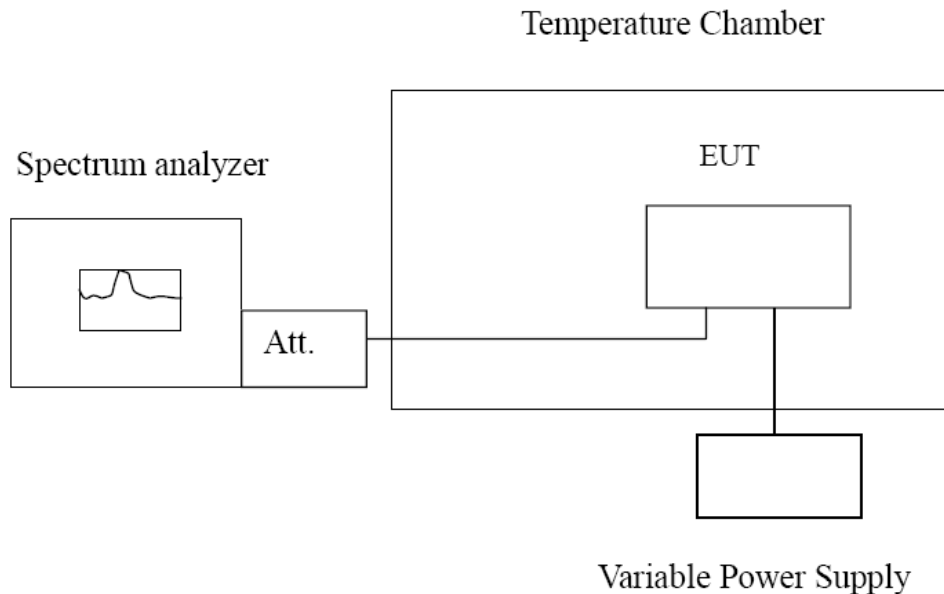 Temperature Chamber
Spectrum analyzer
EUT
Att.
Variable Power Supply